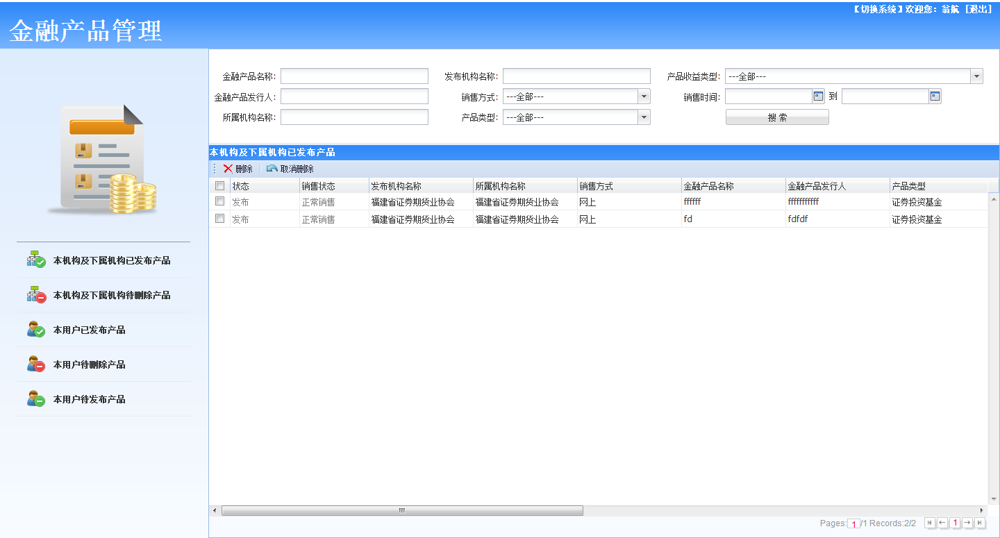 【切换系统】欢迎您：翁航 [退出]
金融产品管理
金融产品名称： 发布机构名称： 产品收益类型： ---全部---
金融产品发行人： 销售方式： ---全部--- 销售时间： 到
所属机构名称： 产品类型： ---全部--- 搜 索
本机构及下属机构已发布产品
删除 取消删除
状态 销售状态 发布机构名称 所属机构名称 销售方式 金融产品名称 金融产品发行人 产品类型
发布 正常销售 福建省证券期货业协会 福建省证券期货业协会 网上 ffffff fffffffffff 证券投资基金
发布 正常销售 福建省证券期货业协会 福建省证券期货业协会 网上 fd fdfdf 证券投资基金
本机构及下属机构已发布产品
本机构及下属机构待删除产品
本用户已发布产品
本用户待删除产品
本用户待发布产品
Pages: 1 /1 Records:2/2 1